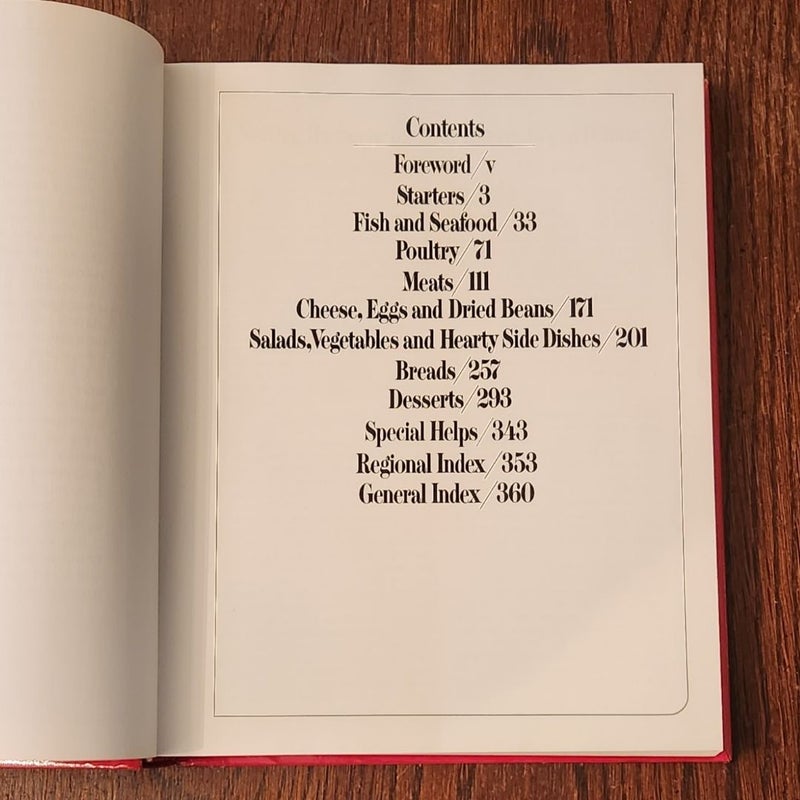 Contents
Foreword/v
Starters/3
Fish and Seafood/33
Poultry/71
Meats/111
Cheese, Eggs and Dried Beans/171
Salads,Vegetables and Hearty Side Dishes/201
Breads/257
Desserts/293
Special Helps/343
Regional Index/353
General Index/360